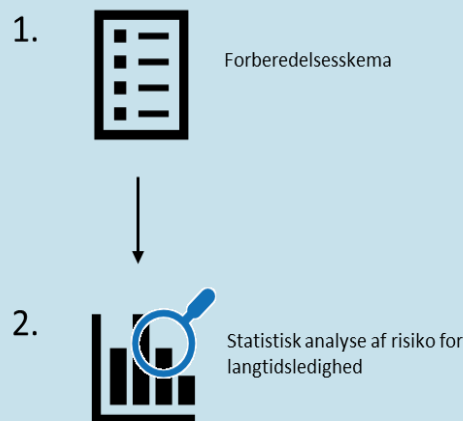 1.
Forberedelsesskema
2.
Statistisk analyse af risiko for
langtidsledighed